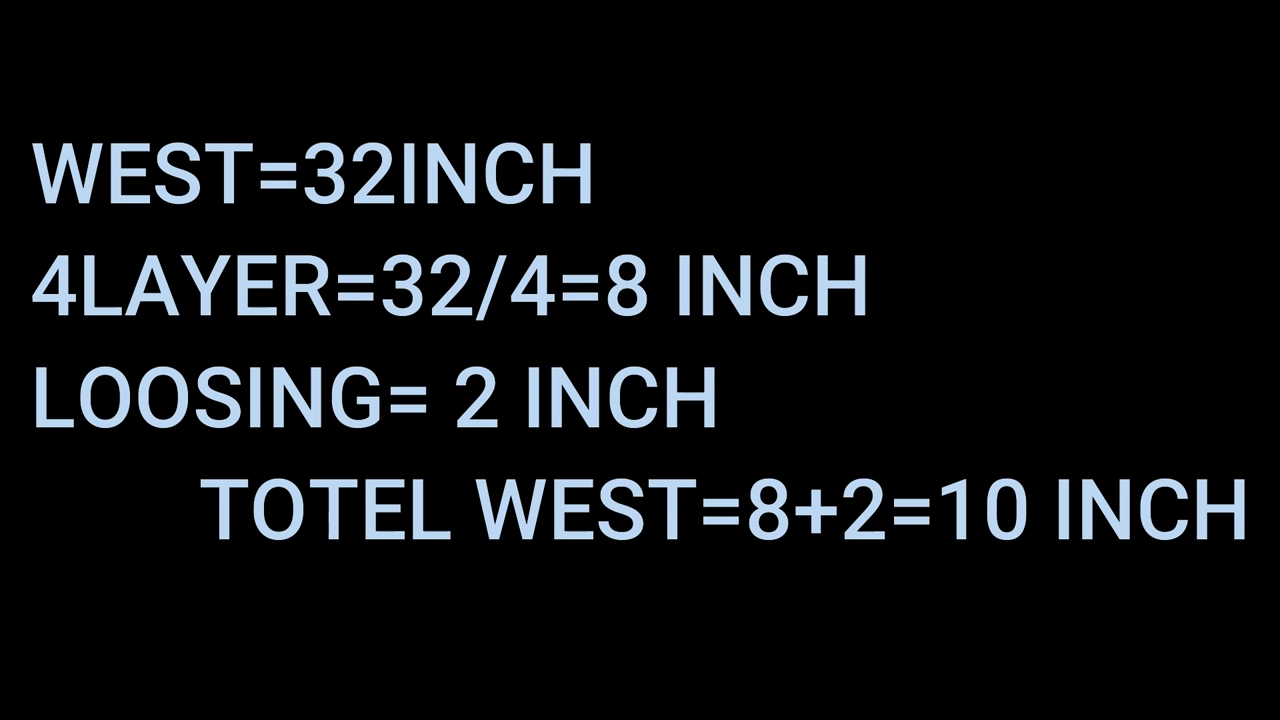 WEST=32INCH
4LAYER=32/4=8 INCH
LOOSING= 2 INCH
TOTEL WEST=8+2=10 INCH